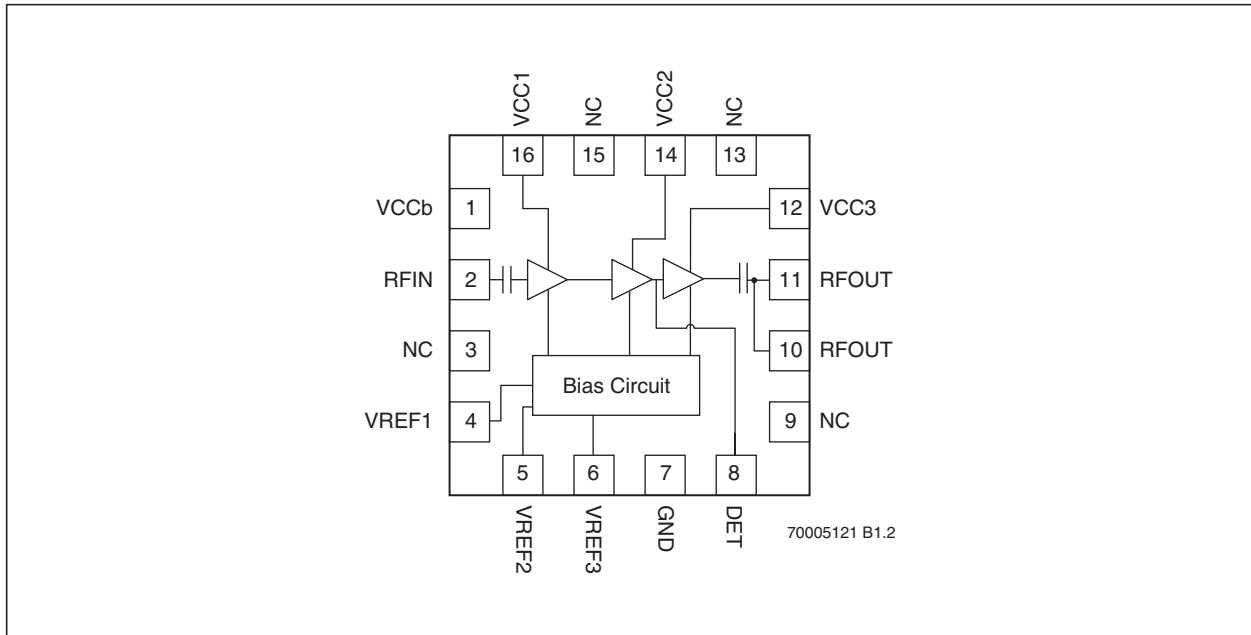 VCC1
NC
VCC2
NC
16
15
14
13
VCCb
1
12
VCC3
RFIN
2
11
RFOUT
NC
3
10
RFOUT
Bias Circuit
VREF1
4
9
NC
5
6
7
8
VREF2
VREF3
GND
DET
70005121 B1.2